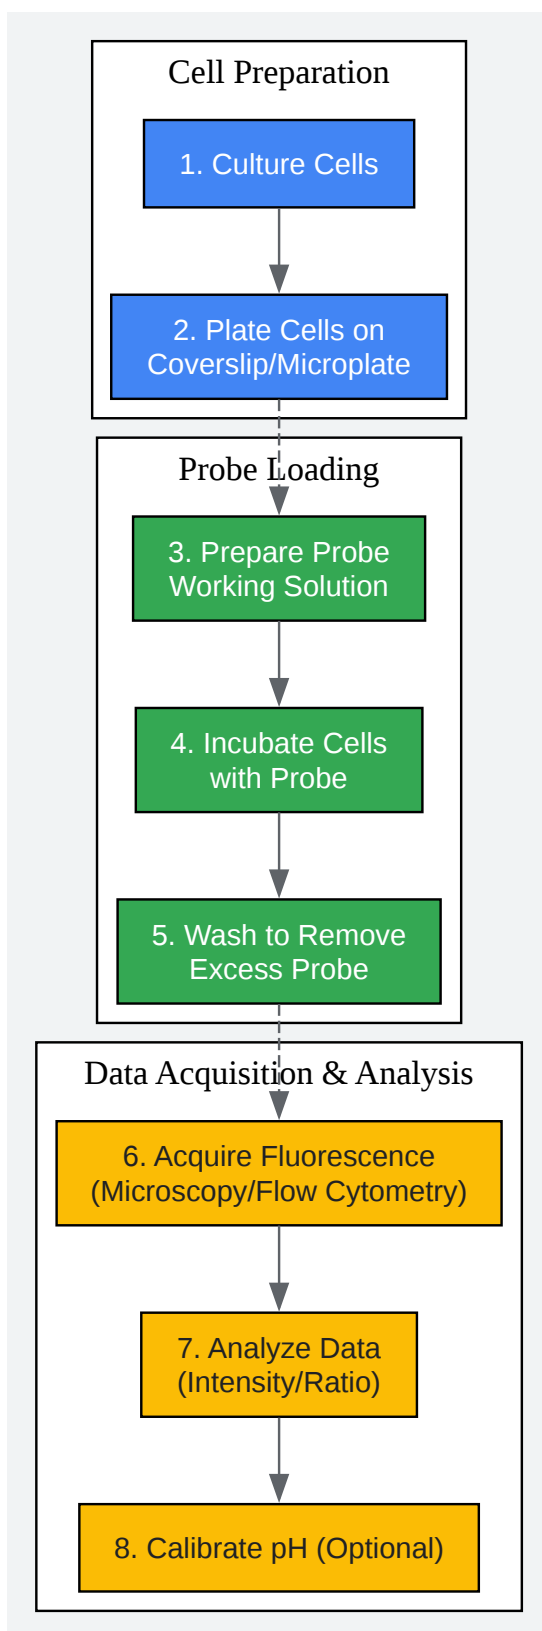 Cell Preparation
1. Culture Cells
2. Plate Cells on
Coverslip/Microplate
Probe Loading
3. Prepare Probe
Working Solution
4. Incubate Cells
with Probe
5. Wash to Remove
Excess Probe
Data Acquisition & Analysis
6. Acquire Fluorescence
(Microscopy/Flow Cytometry)
7. Analyze Data
(Intensity/Ratio)
8. Calibrate pH (Optional)